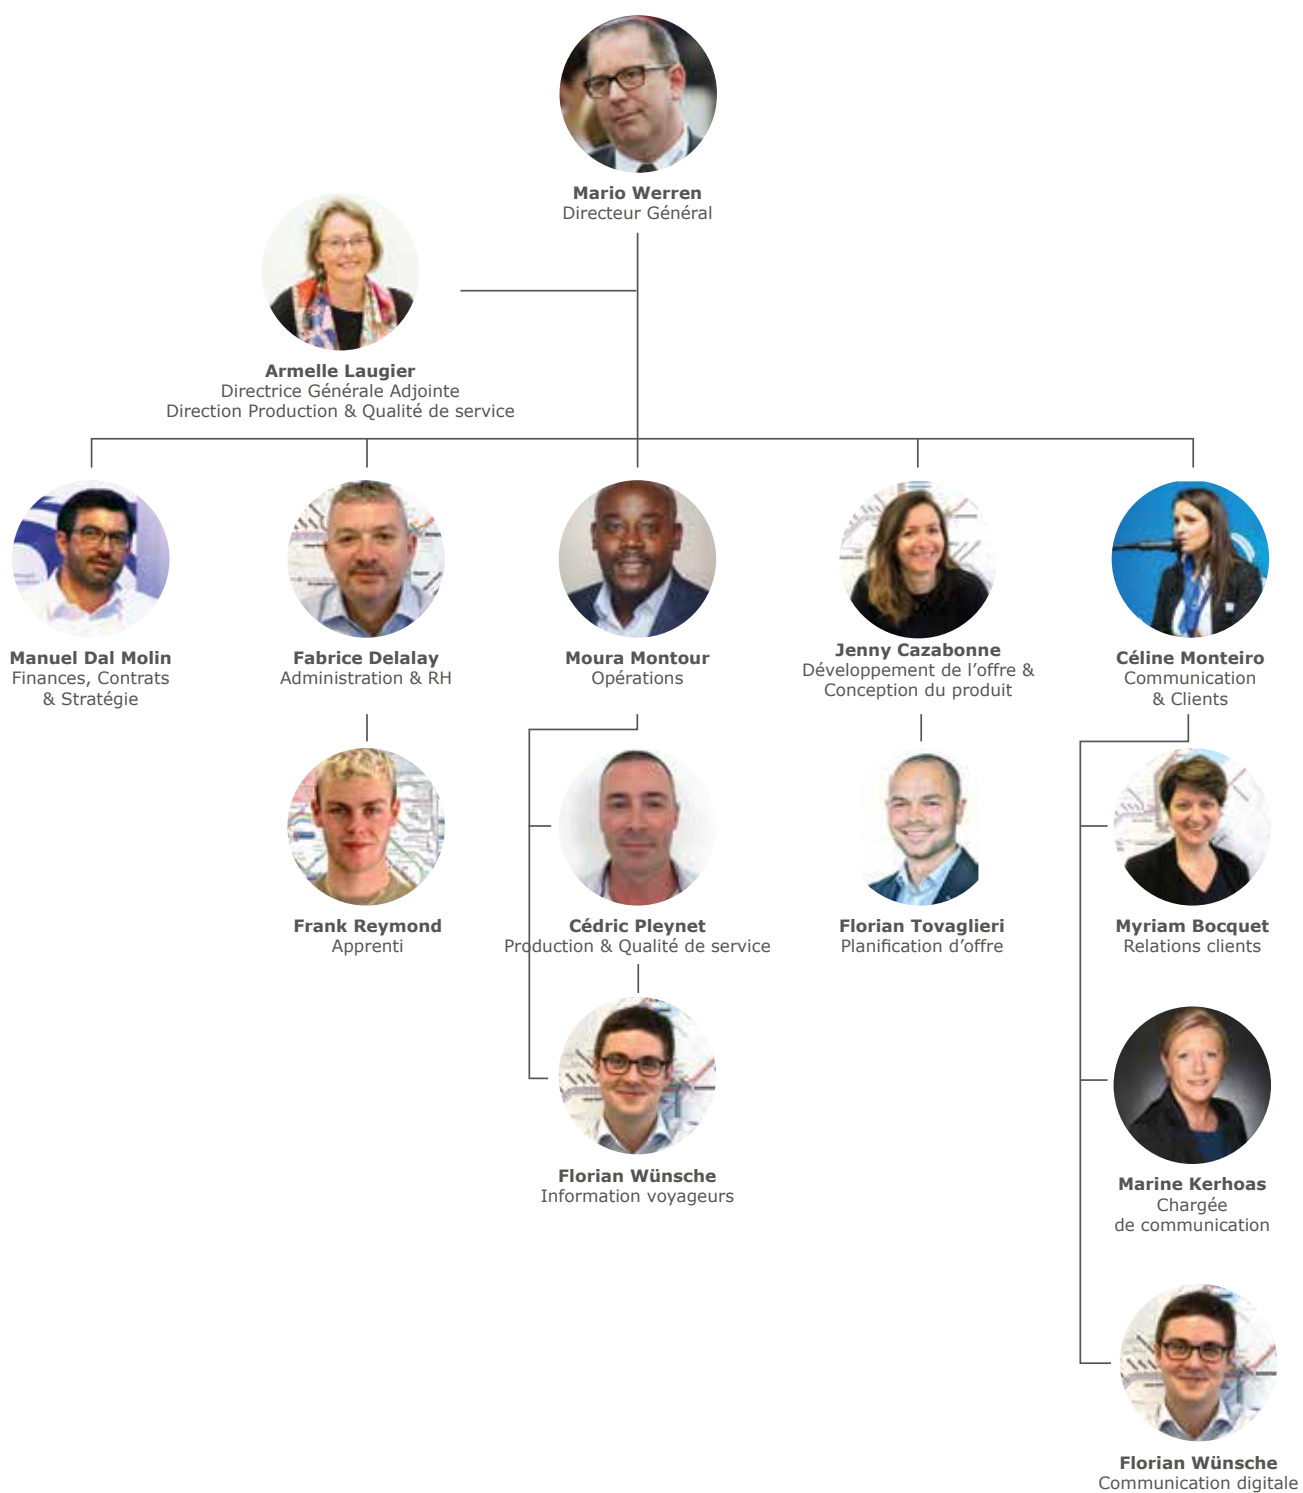 Mario Werren
Directeur Général
Armelle Laugier
Directrice Générale Adjointe
Direction Production & Qualité de service
Manuel Dal Molin
Finances, Contrats
& Stratégie
Fabrice Delalay
Administration & RH
Moura Montour
Opérations
Jenny Cazabonne
Développement de l’offre &
Conception du produit
Céline Monteiro
Communication
& Clients
Frank Reymond
Apprenti
Cédric Pleynet
Production & Qualité de service
Florian Tovaglieri
Planification d’offre
Myriam Bocquet
Relations clients
Florian Wünsche
Information voyageurs
Marine Kerhoas
Chargée
de communication
Florian Wünsche
Communication digitale